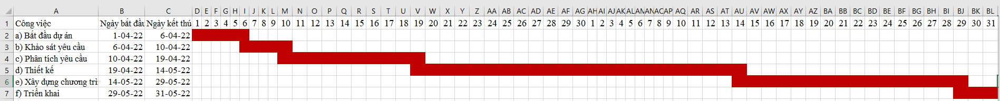 A B C D E F G H I J K L M N O P Q R S T U V W X Y Z AA AB AC AD AE AF AG AH AI AJ AK AL AM AN AO AP AQ AR AS AT AU AV AW AX AY AZ BA BB BC BD BE BF BG BH BI BJ BK BL
1 Công việc Ngày bắt đầu Ngày kết thú 1 2 3 4 5 6 7 8 9 10 11 12 13 14 15 16 17 18 19 20 21 22 23 24 25 26 27 28 29 30 1 2 3 4 5 6 7 8 9 10 11 12 13 14 15 16 17 18 19 20 21 22 23 24 25 26 27 28 29 30 31
2 a) Bắt đầu dự án 1-04-22 6-04-22
3 b) Khảo sát yêu cầu 6-04-22 10-04-22
4 c) Phân tích yêu cầu 10-04-22 19-04-22
5 d) Thiết kế 19-04-22 14-05-22
6 e) Xây dựng chương trì 14-05-22 29-05-22
7 f) Triển khai 29-05-22 31-05-22